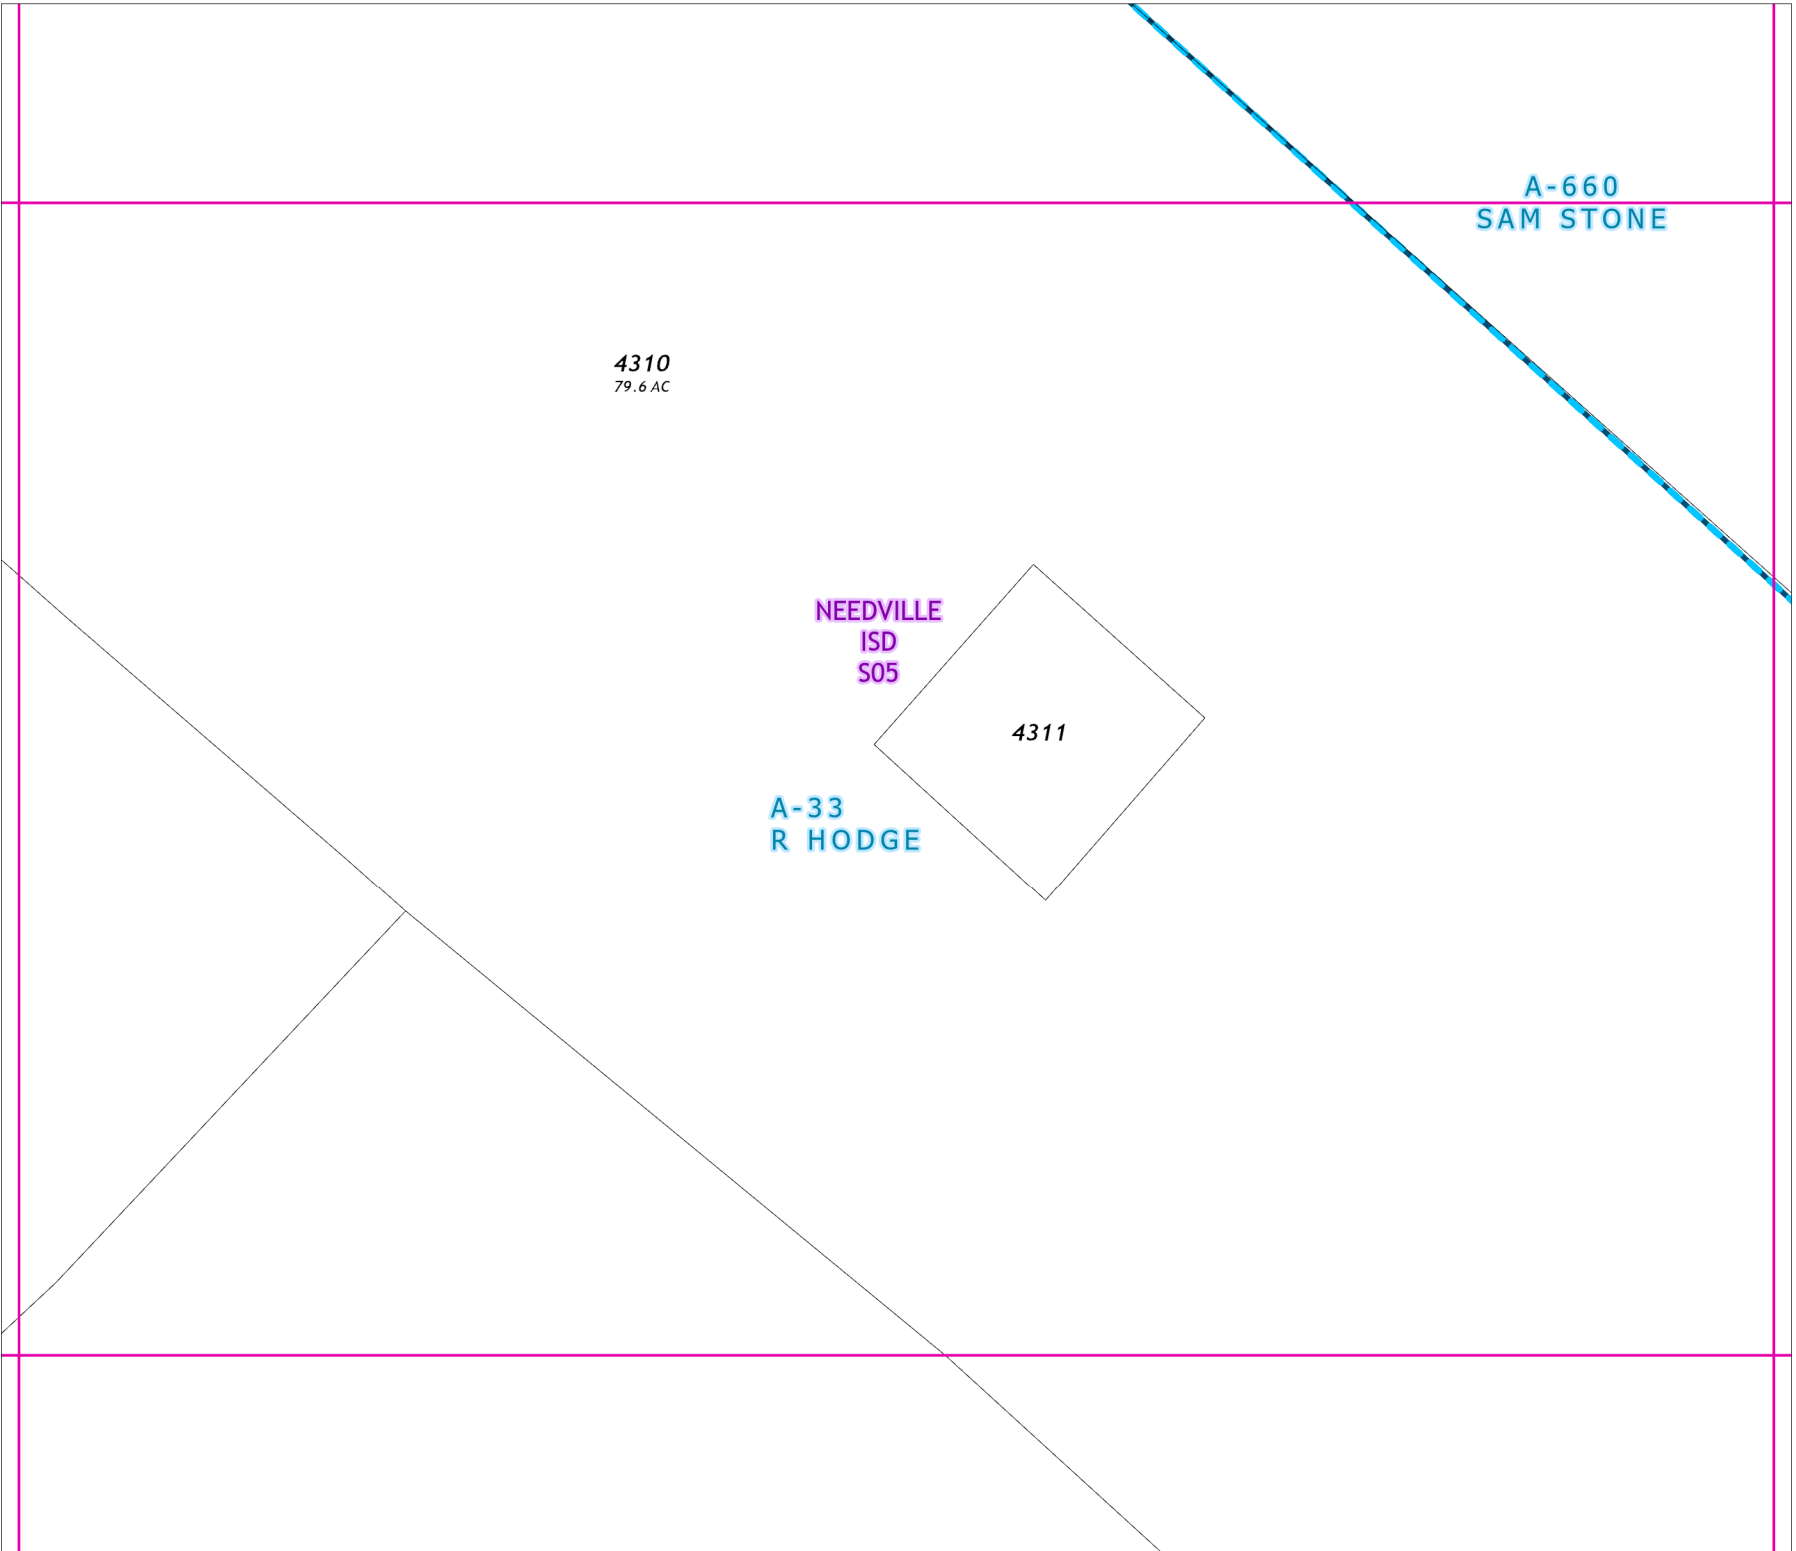 A-660
SAM STONE
4310
79.6 AC
NEEDVILLE
ISD
S05
4311
A-33
R HODGE